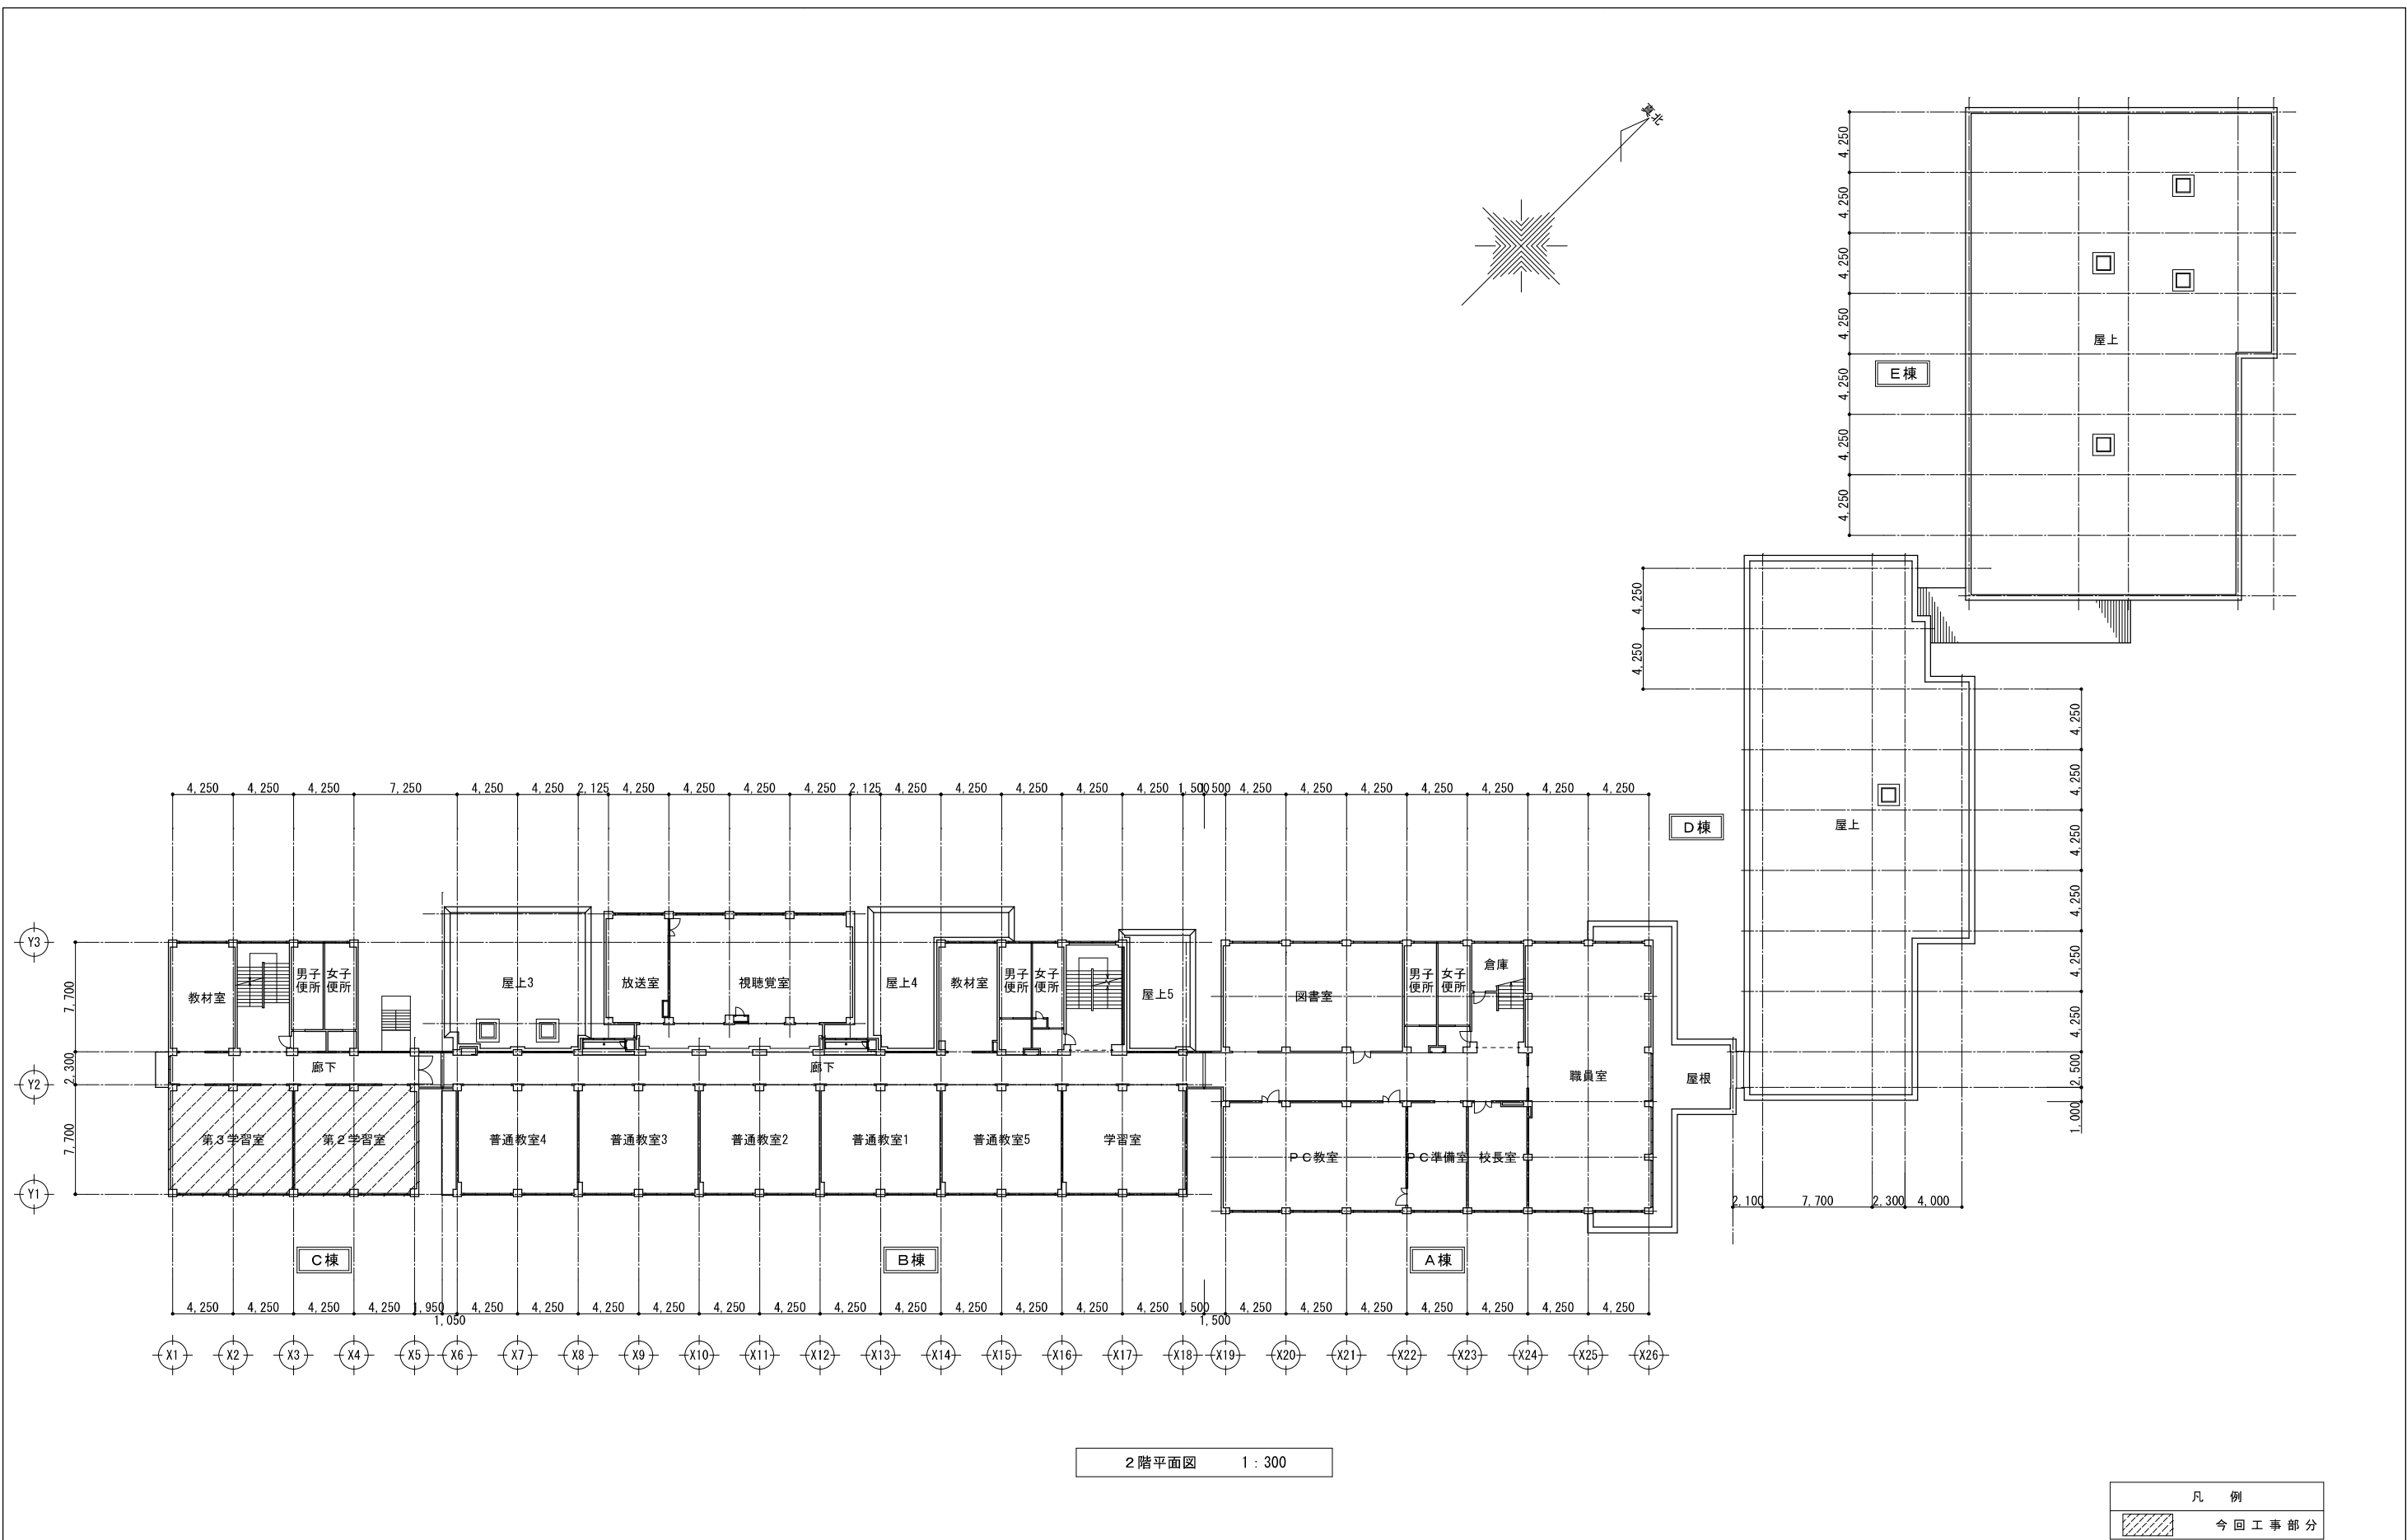 真北
4,250
4,250
4,250
4,250
4,250
4,250
4,250
屋上
E棟
4,250
4,250
4,250
4,250
4,250
4,250
4,250
4,250
2,500
1,000
屋上
D棟
4,250 4,250 4,250 7,250 4,250 4,250 2,125 4,250 4,250 4,250 4,250 2,125 4,250 4,250 4,250 4,250 4,250 1,500 1,500 4,250 4,250 4,250 4,250 4,250 4,250 4,250
Y3
7,700
2,300
Y2
7,700
Y1
教材室
男子便所
女子便所
屋上3
放送室
視聴覚室
屋上4
教材室
男子便所
女子便所
屋上5
図書室
男子便所
女子便所
倉庫
職員室
屋根
廊下
廊下
第3学習室
第2学習室
普通教室4
普通教室3
普通教室2
普通教室1
普通教室5
学習室
PC教室
PC準備室
校長室
2,100 7,700 2,300 4,000
C棟
B棟
A棟
4,250 4,250 4,250 4,250 1,950 4,250 4,250 4,250 4,250 4,250 4,250 4,250 4,250 4,250 4,250 4,250 4,250 1,500 4,250 4,250 4,250 4,250 4,250 4,250 4,250
1,050 1,500
X1 X2 X3 X4 X5 X6 X7 X8 X9 X10 X11 X12 X13 X14 X15 X16 X17 X18 X19 X20 X21 X22 X23 X24 X25 X26
2階平面図 1:300
凡 例
今回工事部分